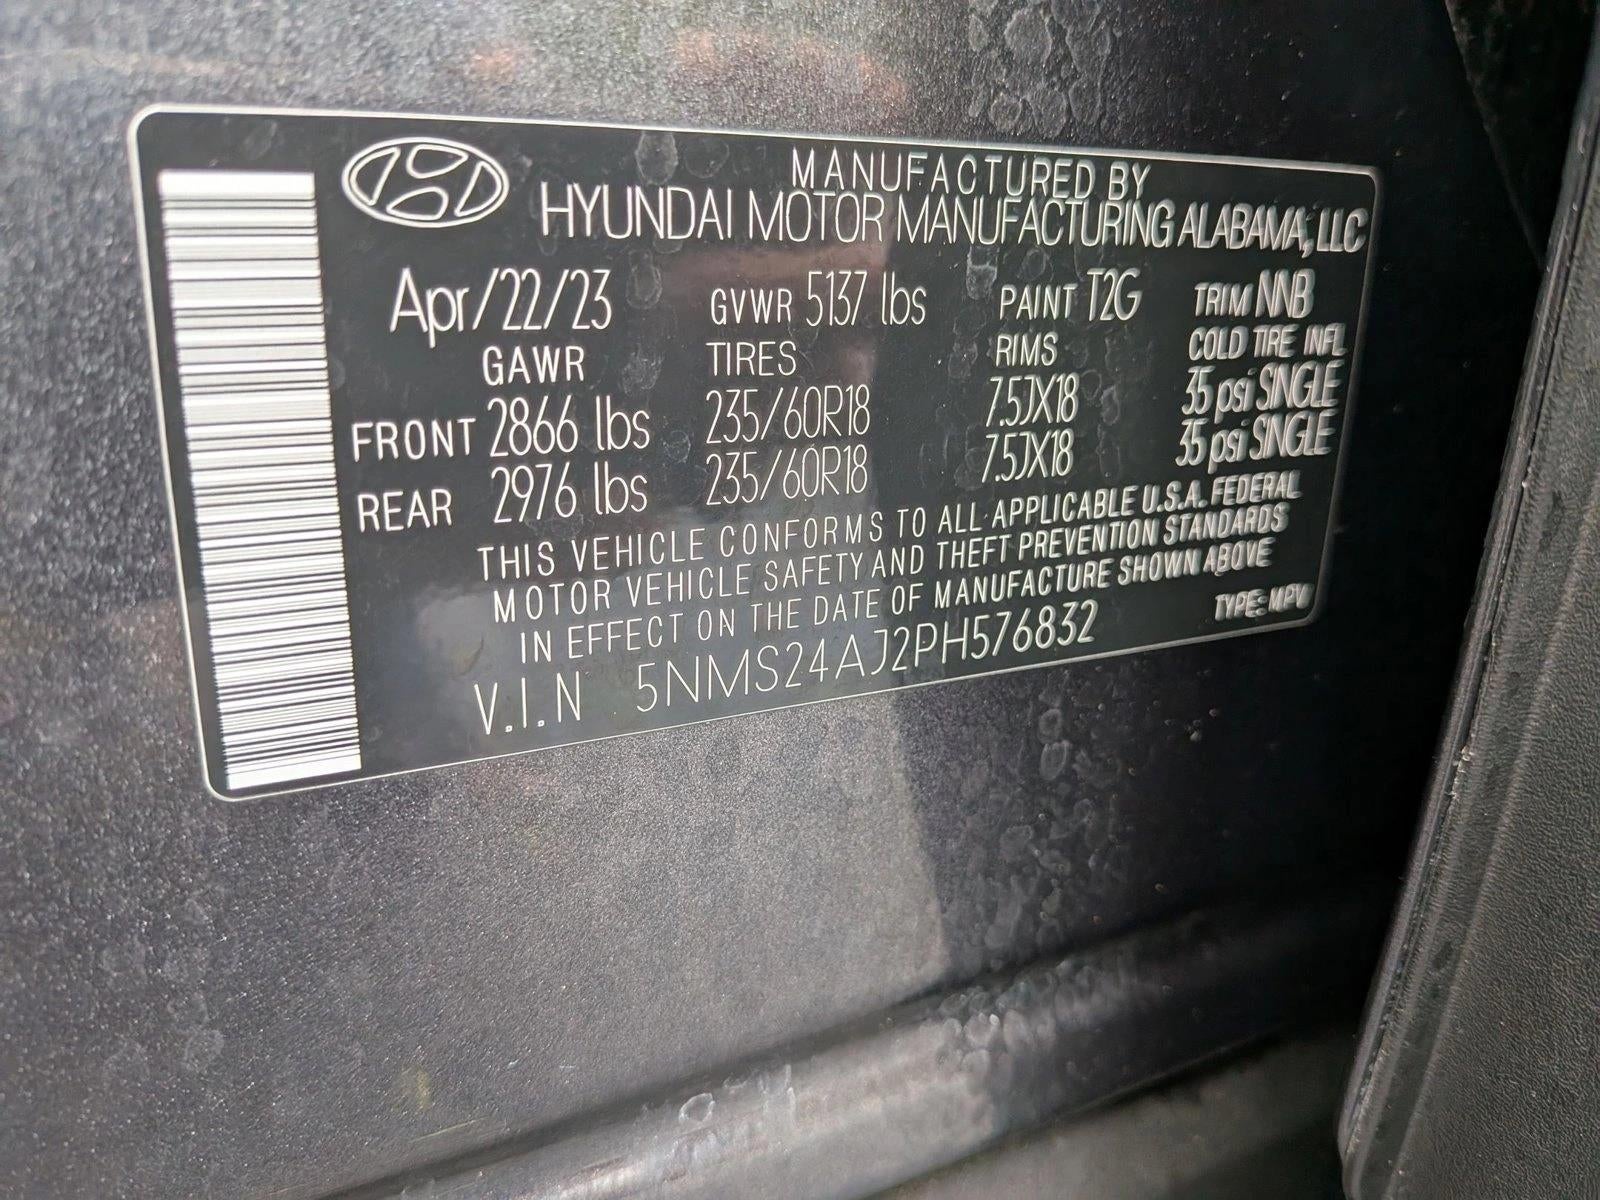 MANUFACTURED BY
HYUNDAI MOTOR MANUFACTURING ALABAMA, LLC
Apr/22/23 GVWR 5137 lbs PAINT T2G TRIM NNB
GAWR TIRES RIMS COLD TIRE INFL
FRONT 2866 lbs 235/60R18 7.5JX18 35 psi SINGLE
REAR 2976 lbs 235/60R18 7.5JX18 35 psi SINGLE
THIS VEHICLE CONFORMS TO ALL APPLICABLE U.S.A. FEDERAL
MOTOR VEHICLE SAFETY AND THEFT PREVENTION STANDARDS
IN EFFECT ON THE DATE OF MANUFACTURE SHOWN ABOVE
V.I.N 5NMS24AJ2PH576832 TYPE: MPV